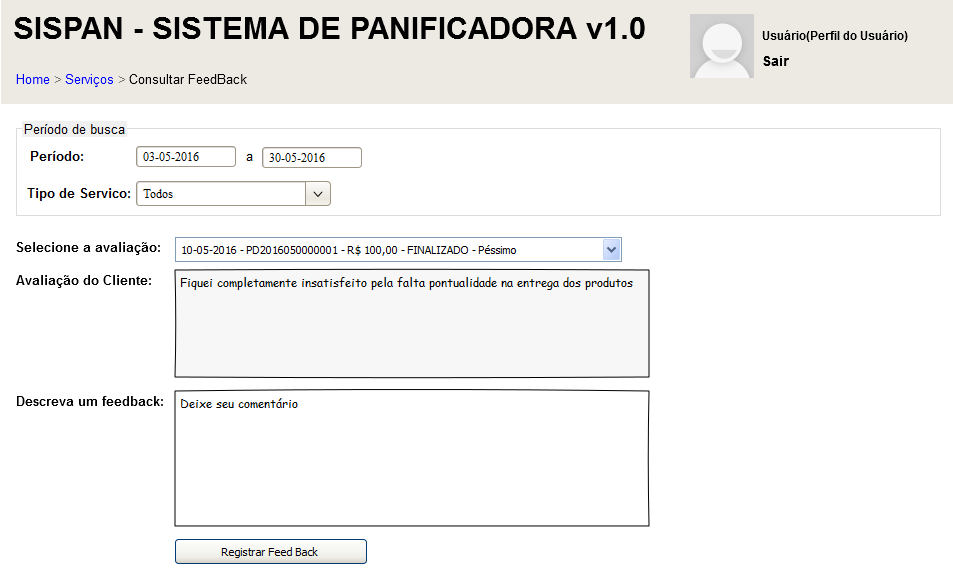 SISPAN - SISTEMA DE PANIFICADORA v1.0
Usuário(Perfil do Usuário)
Sair
Home > Serviços > Consultar FeedBack
Período de busca
Período: 03-05-2016 a 30-05-2016
Tipo de Servico: Todos
Selecione a avaliação: 10-05-2016 - PD2016050000001 - R$ 100,00 - FINALIZADO - Péssimo
Avaliação do Cliente: Fiquei completamente insatisfeito pela falta pontualidade na entrega dos produtos
Descreva um feedback: Deixe seu comentário
Registrar Feed Back